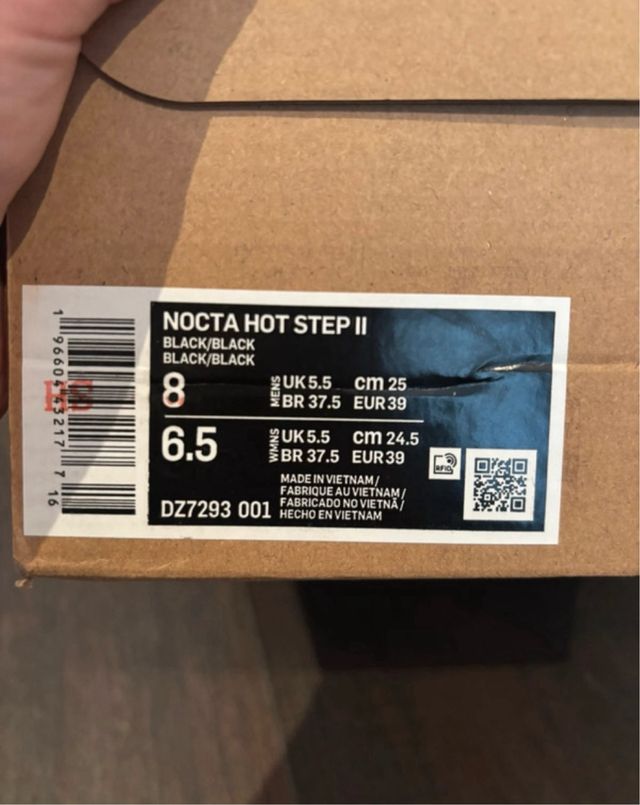 NOCTA HOT STEP II
BLACK/BLACK
BLACK/BLACK
8 MENS UK 5.5 cm 25
BR 37.5 EUR 39
6.5 WMNS UK 5.5 cm 24.5
BR 37.5 EUR 39
RFID
DZ7293 001
MADE IN VIETNAM /
FABRIQUE AU VIETNAM /
FABRICADO NO VIETNÃ /
HECHO EN VIETNAM
7 16